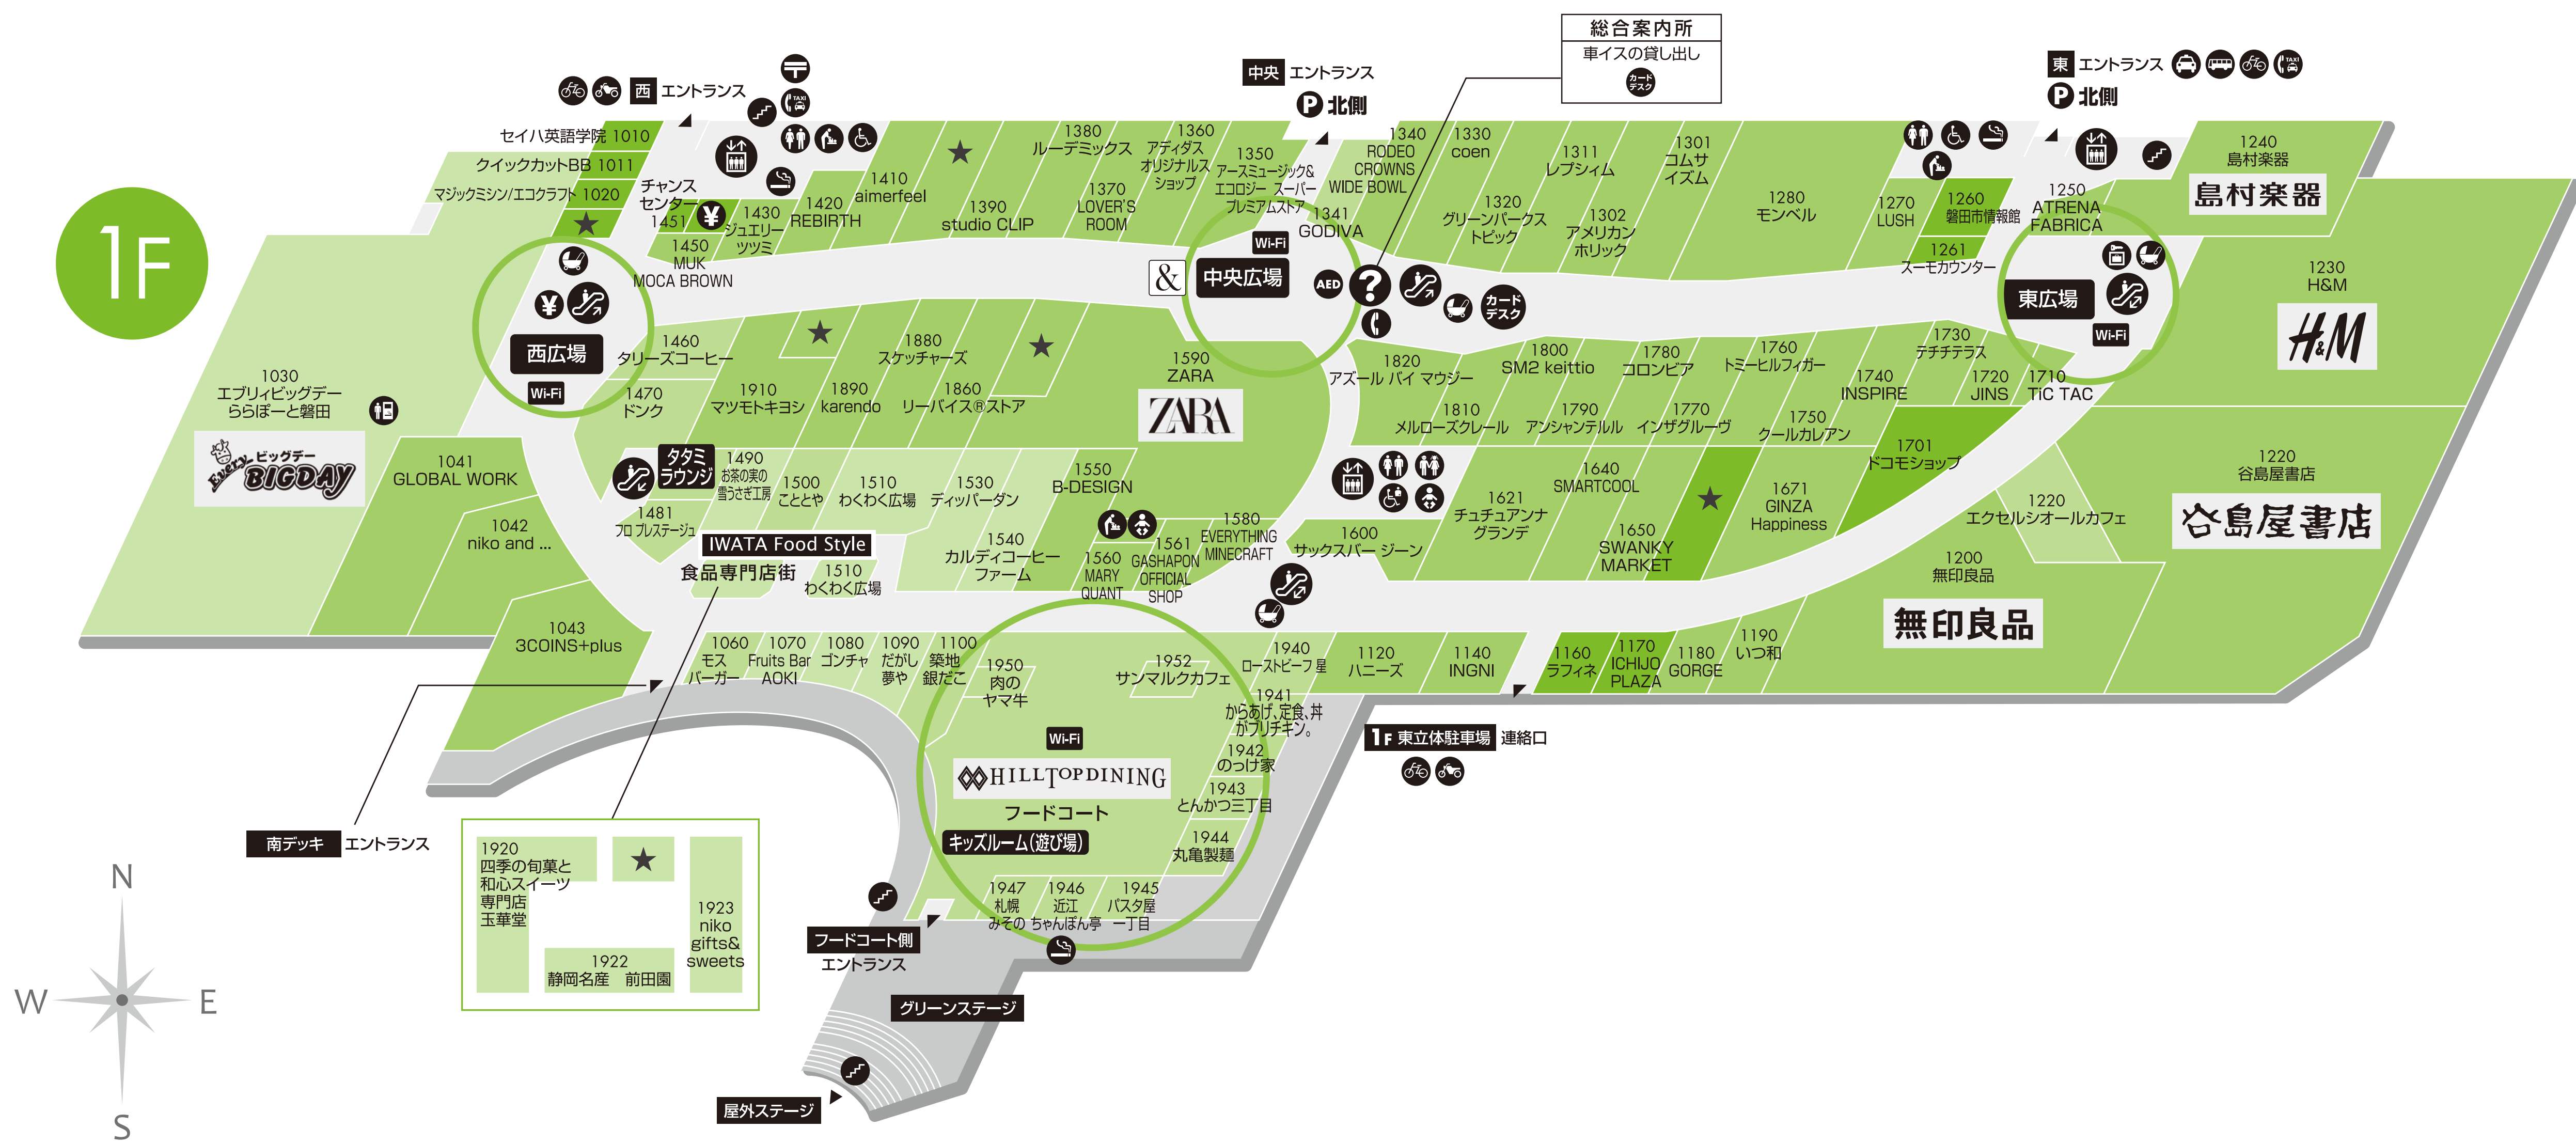 1F
総合案内所
車イスの貸し出し
カード
デスク
西 エントランス
TAXI
中央 エントランス
P 北側
東 エントランス
TAXI
P 北側
セイハ英語学院 1010
クイックカットBB 1011
マジックミシン/エコクラフト 1020
チャンス
センター
1451
¥
1450
MUK
MOCA BROWN
1430
ジュエリー
ツツミ
1420
REBIRTH
1410
aimerfeel
★
1390
studio CLIP
1380
ルーデミックス
1370
LOVER'S
ROOM
1360
アディダス
オリジナルス
ショップ
1350
アースミュージック&
エコロジー スーパー
プレミアムストア
1341
GODIVA
1340
RODEO
CROWNS
WIDE BOWL
1330
coen
1320
グリーンパークス
トピック
1311
レプシィム
1302
アメリカン
ホリック
1301
コムサ
イズム
1280
モンベル
1270
LUSH
1260
磐田市情報館
1261
スーモカウンター
1250
ATRENA
FABRICA
1240
島村楽器
島村楽器
1230
H&M
H&M
★
¥
西広場
Wi-Fi
Wi-Fi
&
中央広場
AED
?
カード
デスク
東広場
Wi-Fi
1030
エブリィビッグデー
ららぽーと磐田
Every ビッグデー
BIGDAY
1041
GLOBAL WORK
1042
niko and ...
1043
3COINS+plus
1460
タリーズコーヒー
1470
ドンク
★
1910
マツモトキヨシ
1890
karendo
1880
スケッチャーズ
1860
リーバイス®ストア
★
1590
ZARA
ZARA
1820
アズール バイ マウジー
1810
メルローズクレール
1800
SM2 keittio
1790
アンシャンテルル
1780
コロンビア
1770
インザグルーヴ
1760
トミーヒルフィガー
1750
クールカレアン
1740
INSPIRE
1730
テチチテラス
1720
JINS
1710
TiC TAC
1701
ドコモショップ
タタミ
ラウンジ
1481
フロ プレステージュ
1490
お茶の実の
雪うさぎ工房
1500
こととや
1510
わくわく広場
1530
ディッパーダン
1550
B-DESIGN
1540
カルディコーヒー
ファーム
IWATA Food Style
食品専門店街
1510
わくわく広場
1560
MARY
QUANT
1561
GASHAPON
OFFICIAL
SHOP
1580
EVERYTHING
MINECRAFT
1600
サックスバー ジーン
1621
チュチュアンナ
グランデ
1640
SMARTCOOL
1650
SWANKY
MARKET
★
1671
GINZA
Happiness
1220
谷島屋書店
谷島屋書店
1220
エクセルシオールカフェ
1200
無印良品
無印良品
1060
モス
バーガー
1070
Fruits Bar
AOKI
1080
ゴンチャ
1090
だがし
夢や
1100
築地
銀だこ
1950
肉の
ヤマ牛
1952
サンマルクカフェ
1940
ローストビーフ 星
1941
からあげ、定食、丼
がブリチキン。
1942
のっけ家
1943
とんかつ三丁目
1944
丸亀製麺
1945
パスタ屋
一丁目
1946
近江
ちゃんぽん亭
1947
札幌
みその
Wi-Fi
HILLTOP DINING
フードコート
キッズルーム(遊び場)
1120
ハニーズ
1140
INGNI
1160
ラフィネ
1170
ICHIJO
PLAZA
1180
GORGE
1190
いつ和
1F 東立体駐車場 連絡口
南デッキ エントランス
1920
四季の旬菓と
和心スイーツ
専門店
玉華堂
★
1923
niko
gifts&
sweets
1922
静岡名産 前田園
フードコート側
エントランス
グリーンステージ
屋外ステージ
N
W
E
S